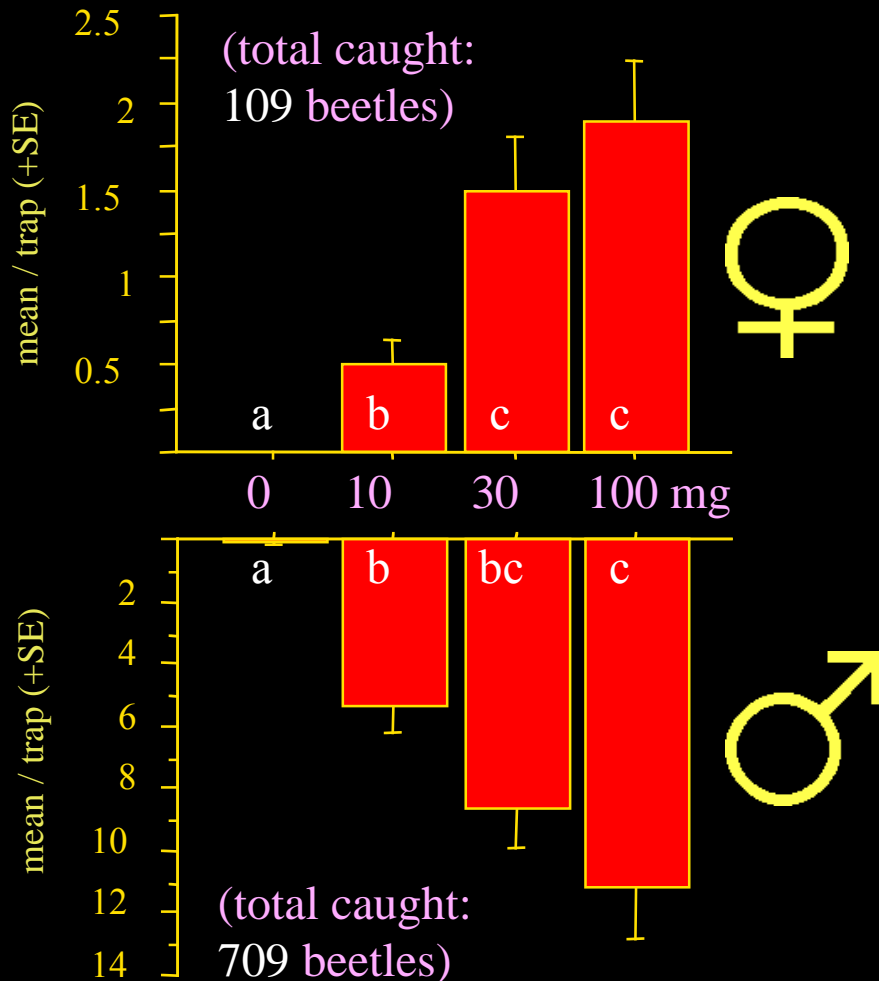 2.5
(total caught:
109 beetles)
2
1.5
1
0.5
mean / trap (+SE)
a b c c
0 10 30 100 mg
a b bc c
2
4
6
8
10
12
14
mean / trap (+SE)
(total caught:
709 beetles)